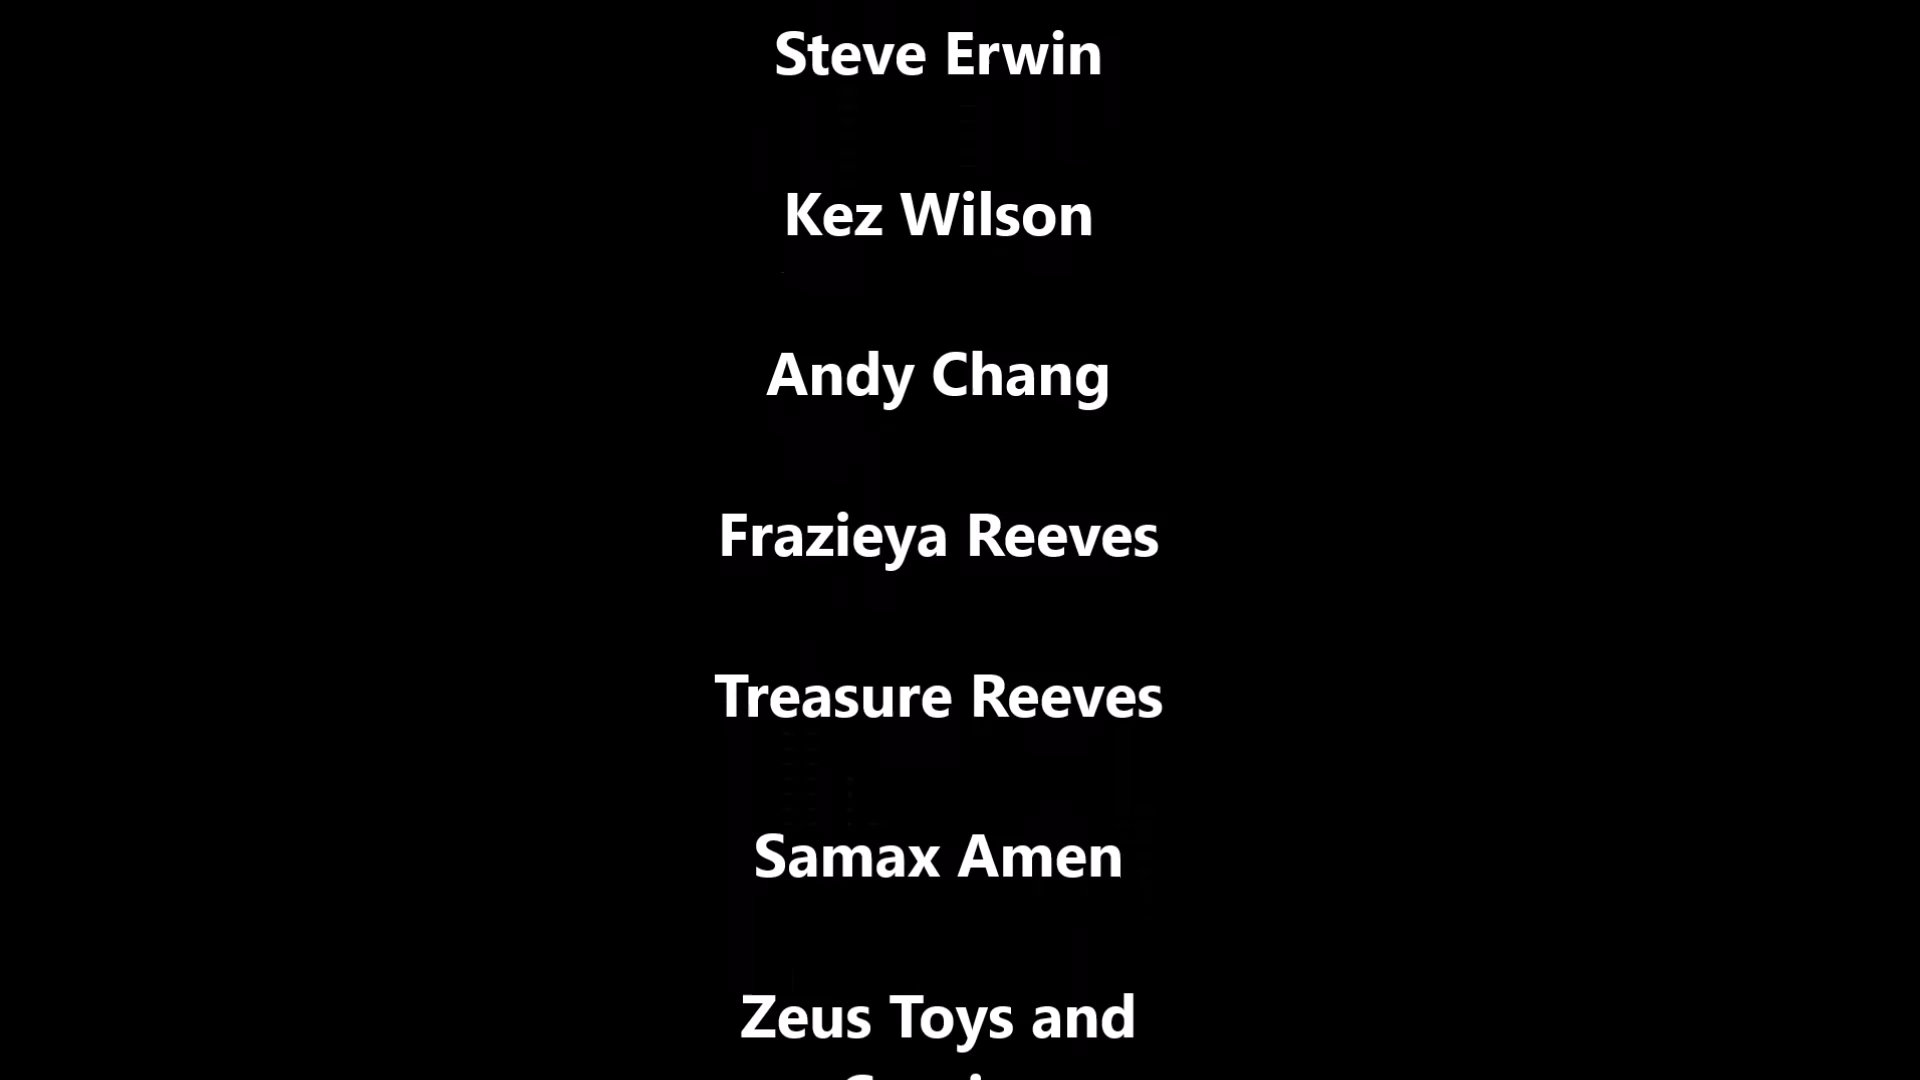 Steve Erwin
Kez Wilson
Andy Chang
Frazieya Reeves
Treasure Reeves
Samax Amen
Zeus Toys and